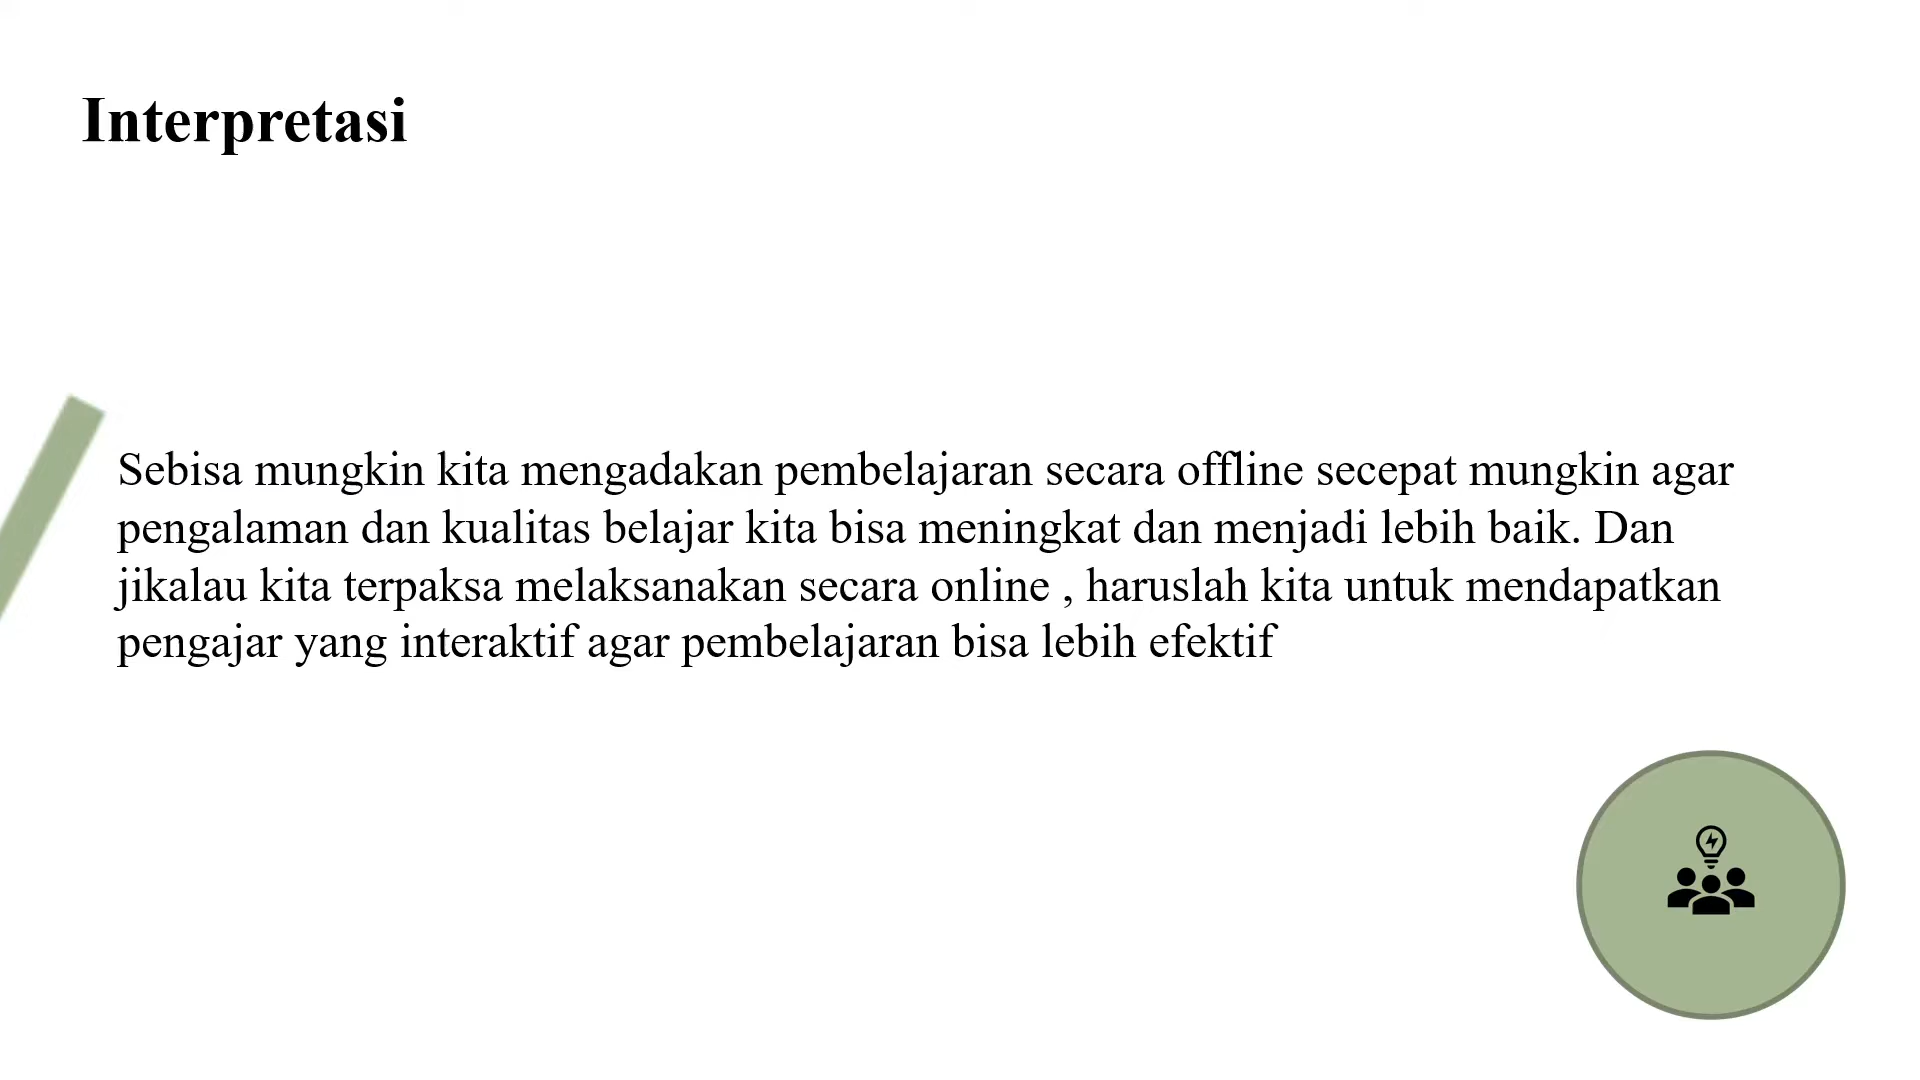 Interpretasi
Sebisa mungkin kita mengadakan pembelajaran secara offline secepat mungkin agar
pengalaman dan kualitas belajar kita bisa meningkat dan menjadi lebih baik. Dan
jikalau kita terpaksa melaksanakan secara online , haruslah kita untuk mendapatkan
pengajar yang interaktif agar pembelajaran bisa lebih efektif